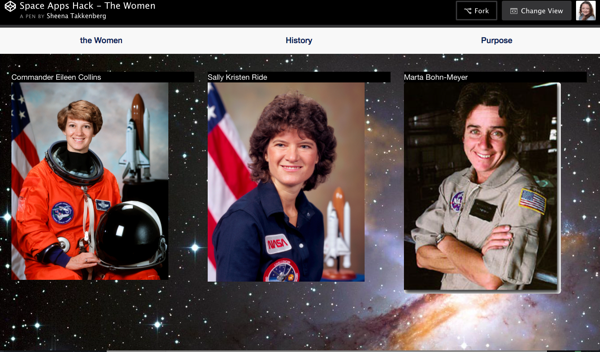 Space Apps Hack - The Women
A PEN BY Sheena Takkenberg
Fork
Change View
the Women
History
Purpose
Commander Eileen Collins
Sally Kristen Ride
Marta Bohn-Meyer
NASA